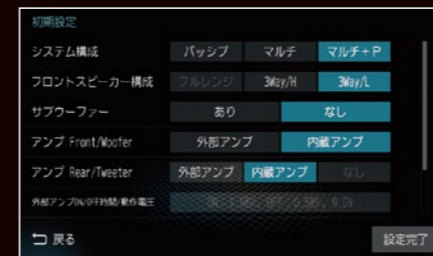 初期設定
システム構成 パッシブ マルチ マルチ+P
フロントスピーカー構成 フルレンジ 3Way/H 3Way/L
サブウーファー あり なし
アンプ Front/Woofer 外部アンプ 内蔵アンプ
アンプ Rear/Tweeter 外部アンプ 内蔵アンプ なし
外部アンプON/OFF時間/動作電圧
戻る 設定完了